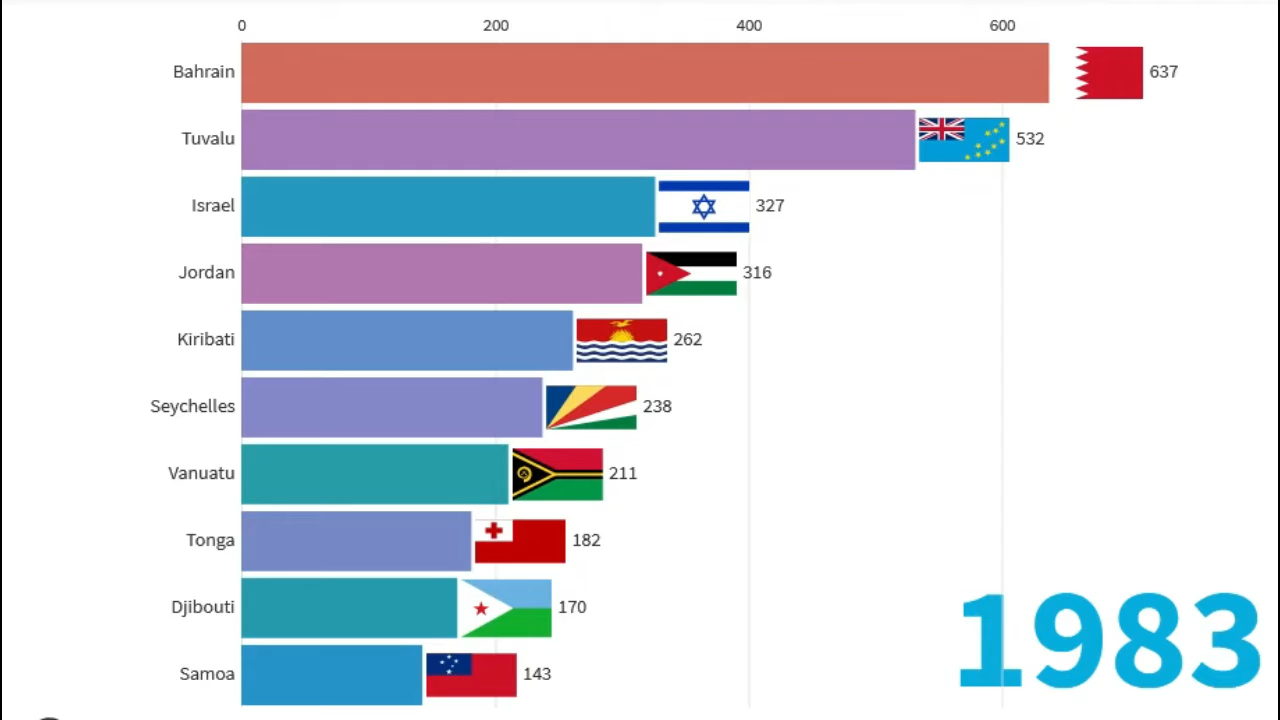 0 200 400 600
Bahrain 637
Tuvalu 532
Israel 327
Jordan 316
Kiribati 262
Seychelles 238
Vanuatu 211
Tonga 182
Djibouti 170
Samoa 143
1983